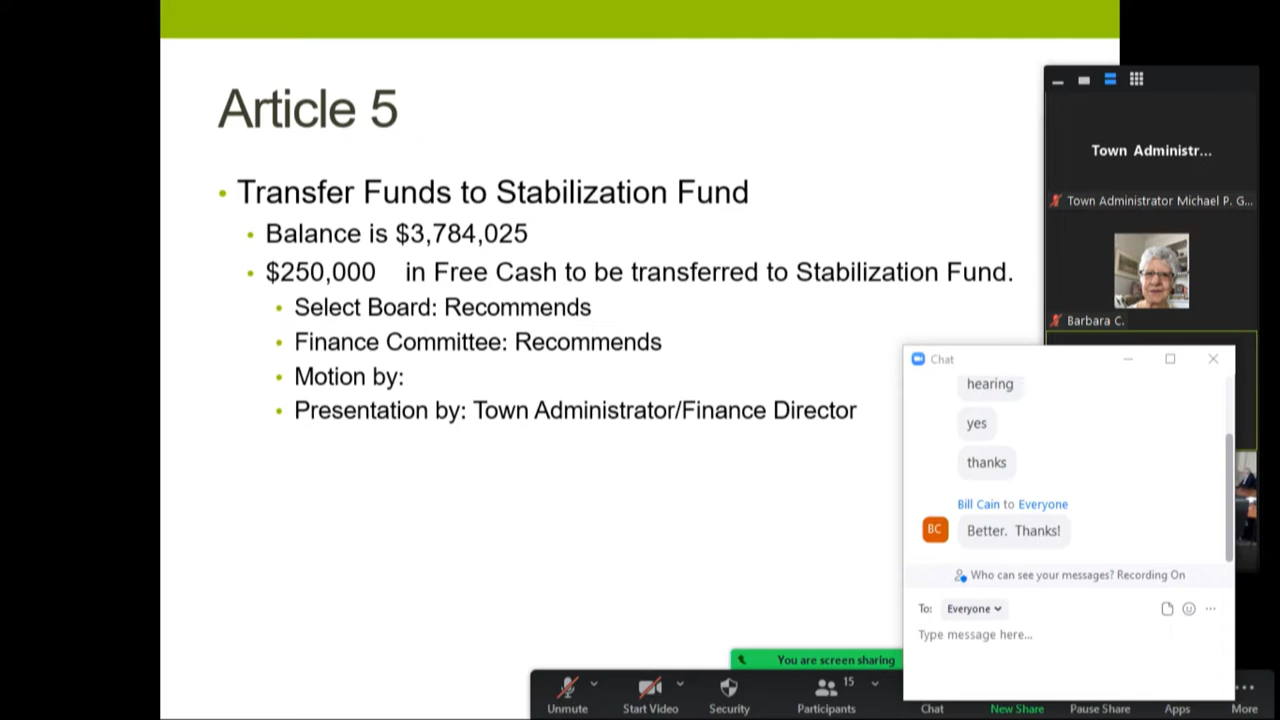 Article 5
• Transfer Funds to Stabilization Fund
• Balance is $3,784,025
• $250,000 in Free Cash to be transferred to Stabilization Fund.
• Select Board: Recommends
• Finance Committee: Recommends
• Motion by:
• Presentation by: Town Administrator/Finance Director
Town Administr...
Town Administrator Michael P. G...
Barbara C.
Chat
hearing
yes
thanks
Bill Cain to Everyone
BC
Better. Thanks!
Who can see your messages? Recording On
To: Everyone
Type message here...
You are screen sharing
Unmute
Start Video
Security
Participants
15
Chat
New Share
Pause Share
Apps
More